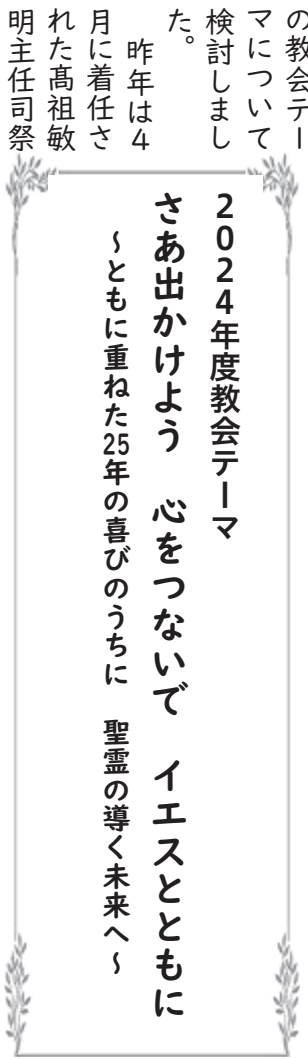 の教会テー
マについて
検討しまし
た。
昨年は4
月に着任さ
れた髙祖敏
明主任司祭
2024年度教会テーマ
さあ出かけよう 心をつないで イエスとともに
~ともに重ねた25年の喜びのうちに 聖霊の導く未来へ~